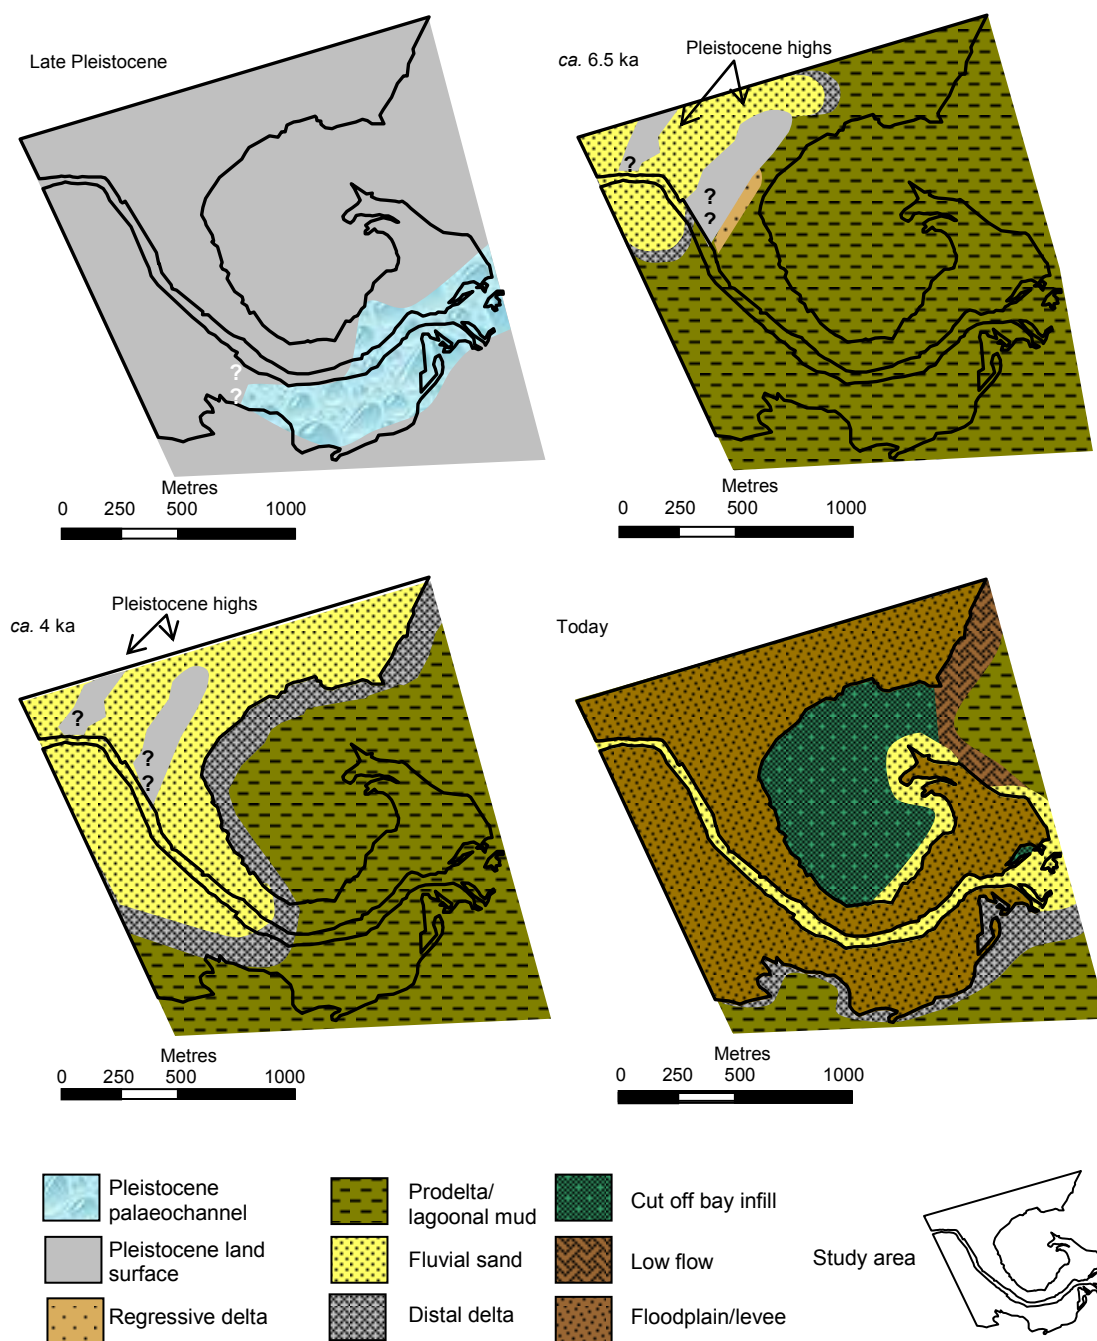 Late Pleistocene
ca. 6.5 ka
Pleistocene highs
?
?
?
?
?
Metres
0 250 500 1000
Metres
0 250 500 1000
ca. 4 ka
Pleistocene highs
Today
?
?
?
Metres
0 250 500 1000
Metres
0 250 500 1000
Pleistocene
palaeochannel
Prodelta/
lagoonal mud
Cut off bay infill
Pleistocene land
surface
Fluvial sand
Low flow
Study area
Regressive delta
Distal delta
Floodplain/levee